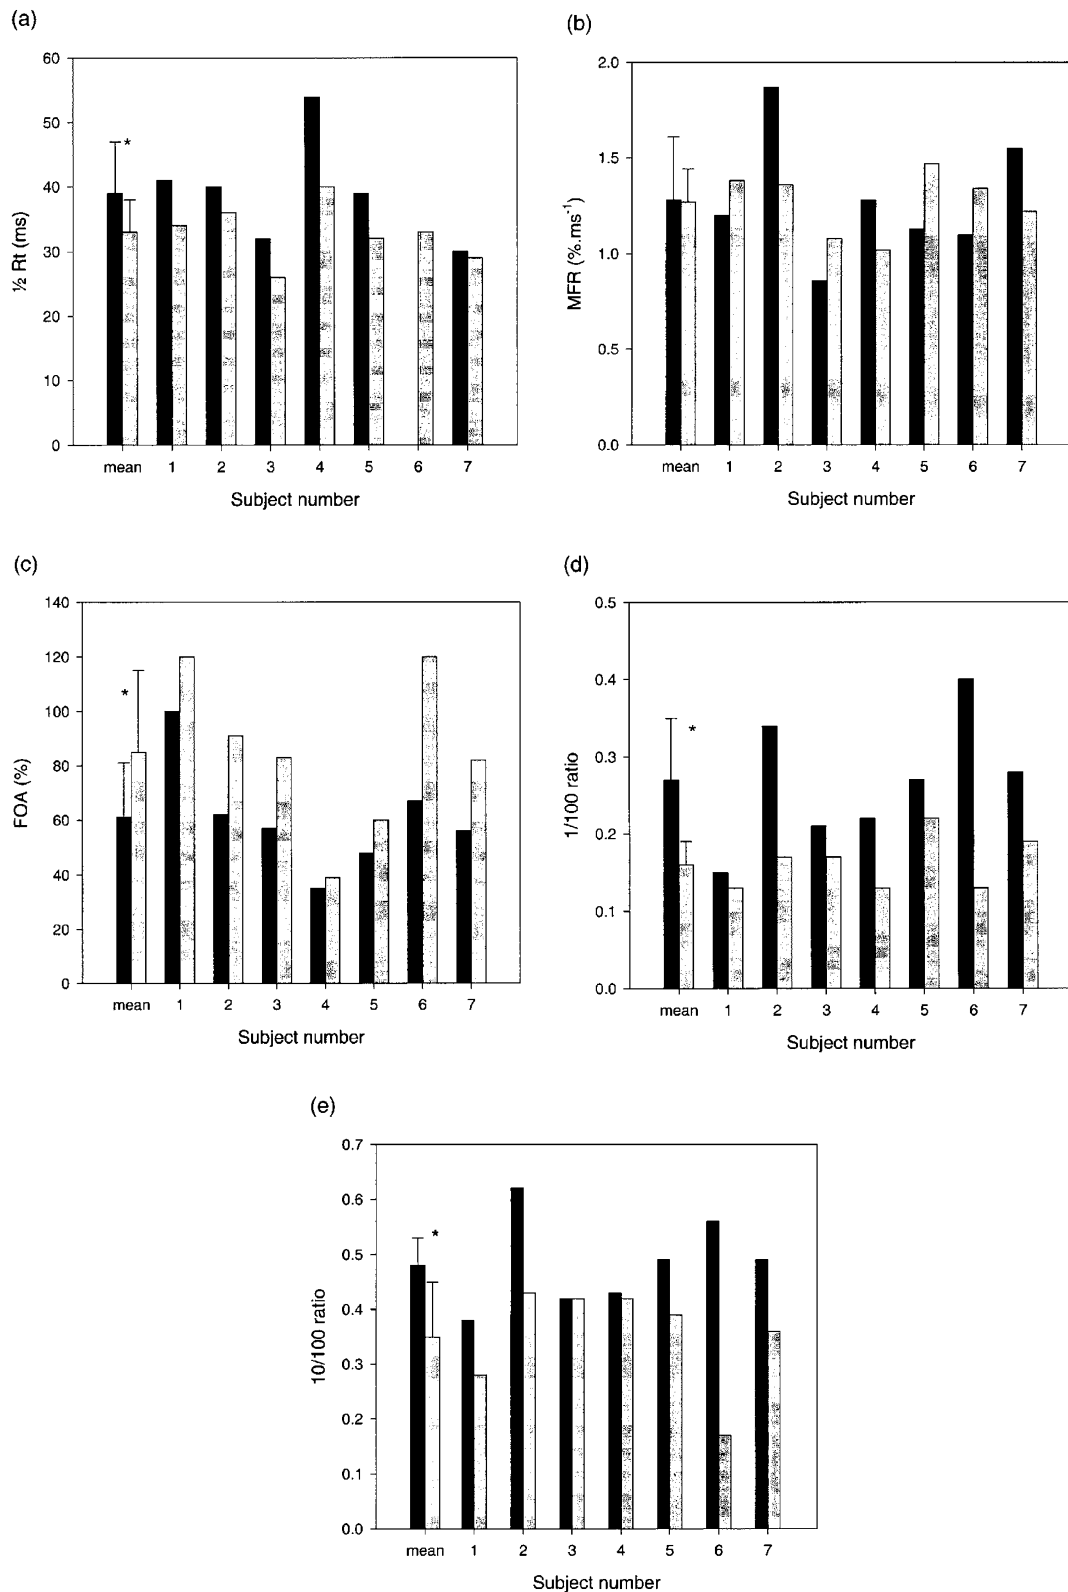 (a)
60
50
40
30
20
10
0
½ Rt (ms)
*
mean 1 2 3 4 5 6 7
Subject number
(b)
2.0
1.5
1.0
0.5
0.0
MFR (%.ms⁻¹)
mean 1 2 3 4 5 6 7
Subject number
(c)
140
120
100
80
60
40
20
0
FOA (%)
*
mean 1 2 3 4 5 6 7
Subject number
(d)
0.5
0.4
0.3
0.2
0.1
0.0
1/100 ratio
*
mean 1 2 3 4 5 6 7
Subject number
(e)
0.7
0.6
0.5
0.4
0.3
0.2
0.1
0.0
10/100 ratio
*
mean 1 2 3 4 5 6 7
Subject number